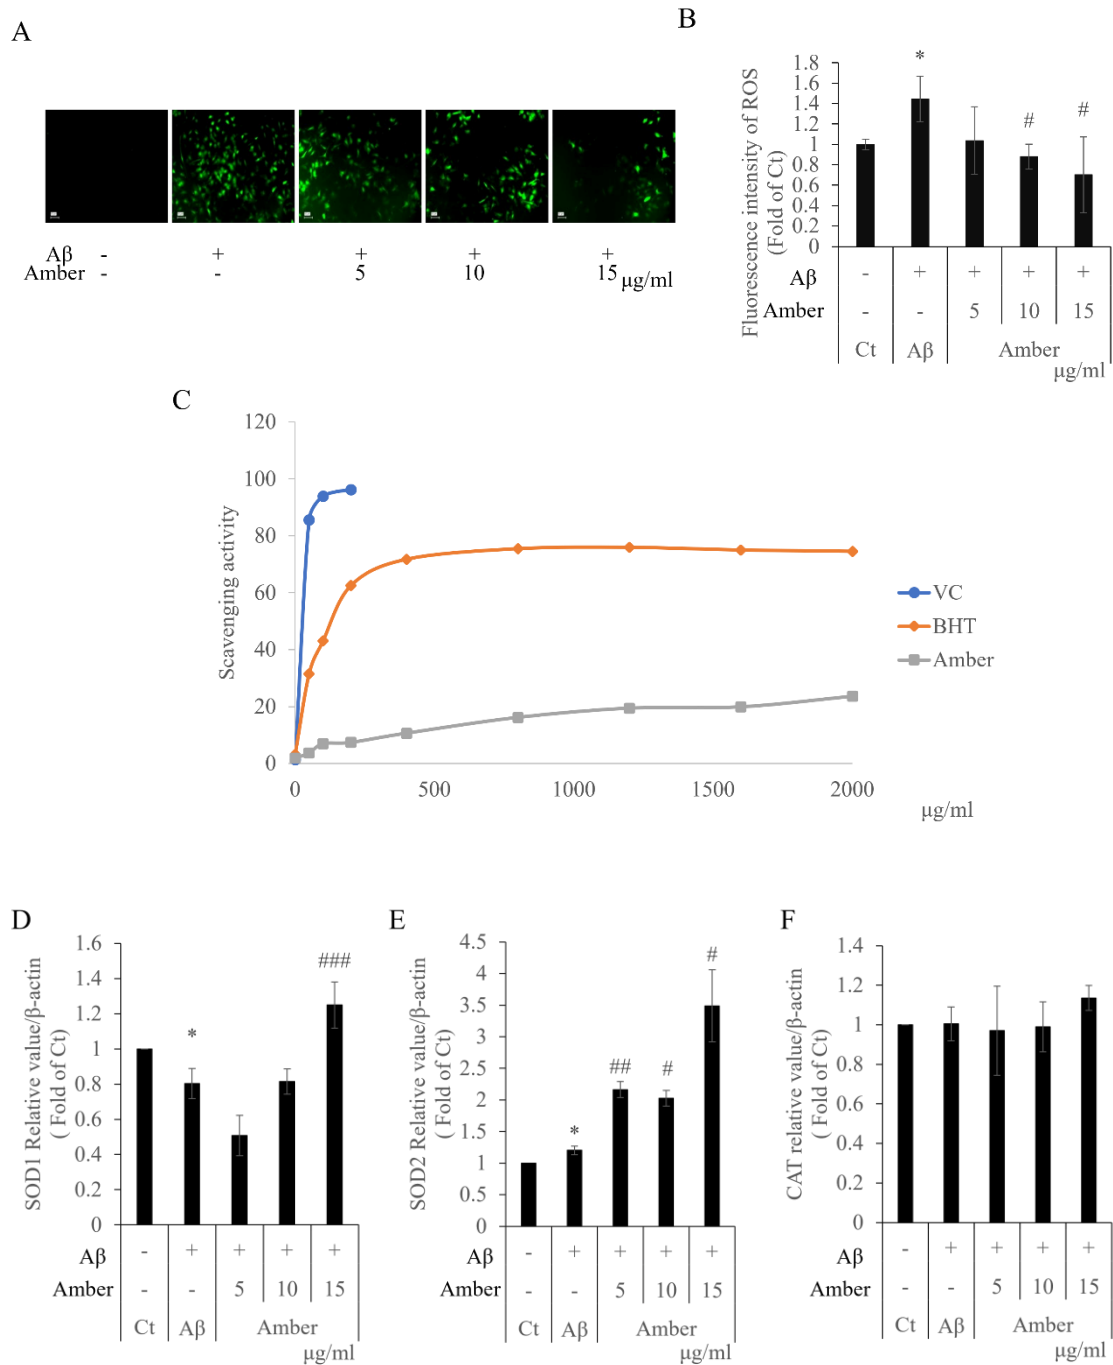 A
Aβ - + + + +
Amber - - 5 10 15 μg/ml
B
Fluorescence intensity of ROS
(Fold of Ct)
1.8
1.6
1.4
1.2
1
0.8
0.6
0.4
0.2
0
* # #
Aβ - + + + +
Amber - - 5 10 15
Ct Aβ Amber
μg/ml
C
Scavenging activity
120
100
80
60
40
20
0
0 500 1000 1500 2000
μg/ml
VC
BHT
Amber
D
SOD1 Relative value/β-actin
( Fold of Ct)
1.6
1.4
1.2
1
0.8
0.6
0.4
0.2
0
* ###
Aβ - + + + +
Amber - - 5 10 15
Ct Aβ Amber
μg/ml
E
SOD2 Relative value/β-actin
( Fold of Ct)
4.5
4
3.5
3
2.5
2
1.5
1
0.5
0
* ## # #
Aβ - + + + +
Amber - - 5 10 15
Ct Aβ Amber
μg/ml
F
CAT relative value/β-actin
( Fold of Ct)
1.4
1.2
1
0.8
0.6
0.4
0.2
0
Aβ - + + + +
Amber - - 5 10 15
Ct Aβ Amber
μg/ml